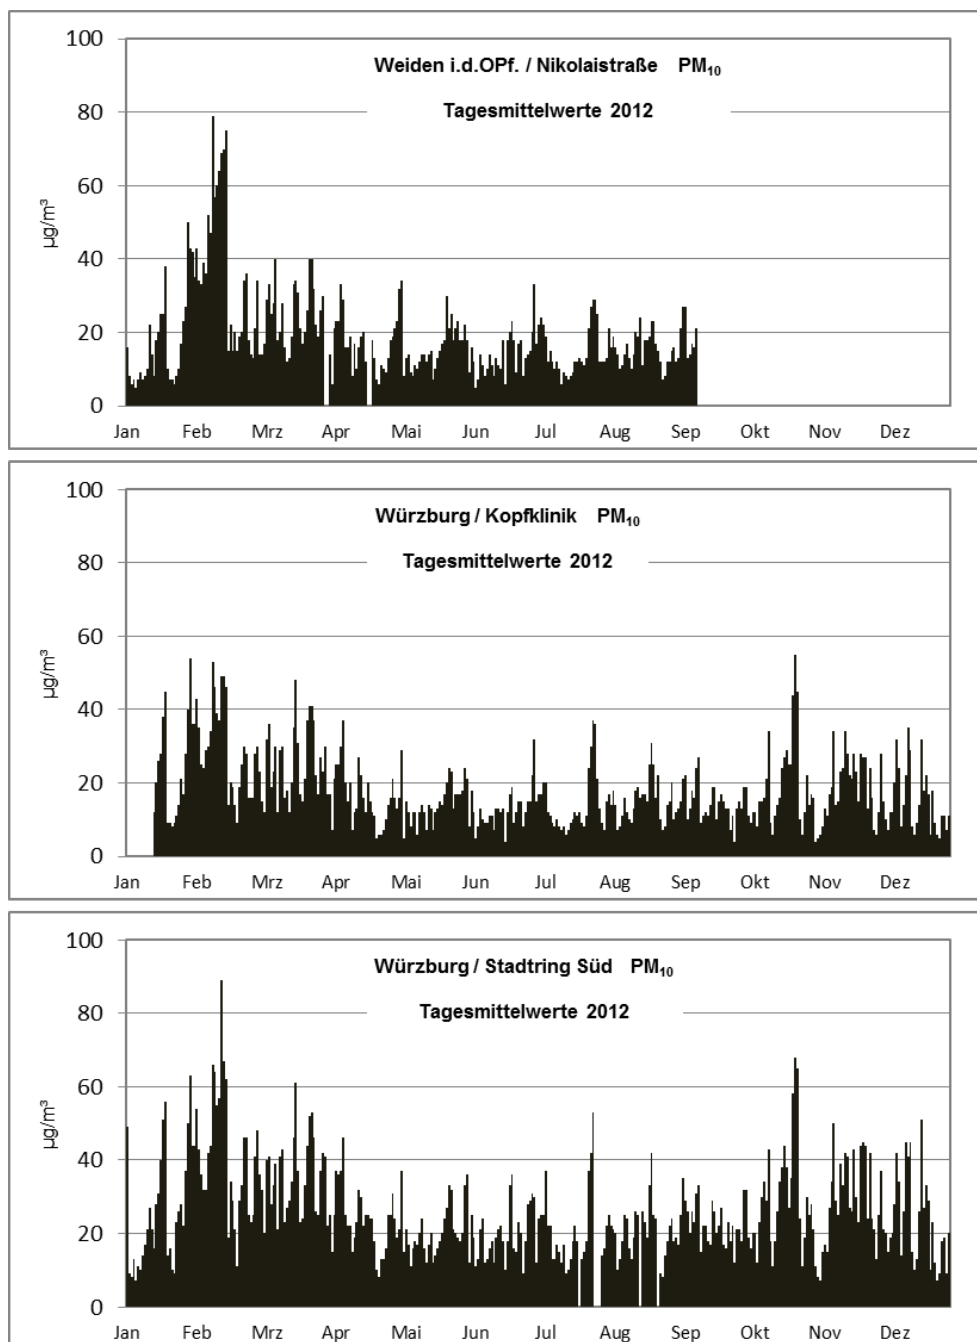 100
Weiden i.d.OPf. / Nikolaistraße PM₁₀
80
Tagesmittelwerte 2012
60
µg/m³
40
20
0
Jan Feb Mrz Apr Mai Jun Jul Aug Sep Okt Nov Dez
100
Würzburg / Kopfklinik PM₁₀
80
Tagesmittelwerte 2012
60
µg/m³
40
20
0
Jan Feb Mrz Apr Mai Jun Jul Aug Sep Okt Nov Dez
100
Würzburg / Stadtring Süd PM₁₀
80
Tagesmittelwerte 2012
60
µg/m³
40
20
0
Jan Feb Mrz Apr Mai Jun Jul Aug Sep Okt Nov Dez